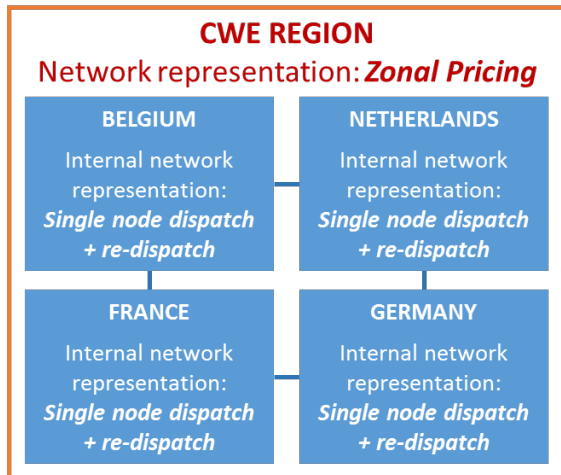 CWE REGION
Network representation: Zonal Pricing
BELGIUM
Internal network
representation:
Single node dispatch
+ re-dispatch
NETHERLANDS
Internal network
representation:
Single node dispatch
+ re-dispatch
FRANCE
Internal network
representation:
Single node dispatch
+ re-dispatch
GERMANY
Internal network
representation:
Single node dispatch
+ re-dispatch